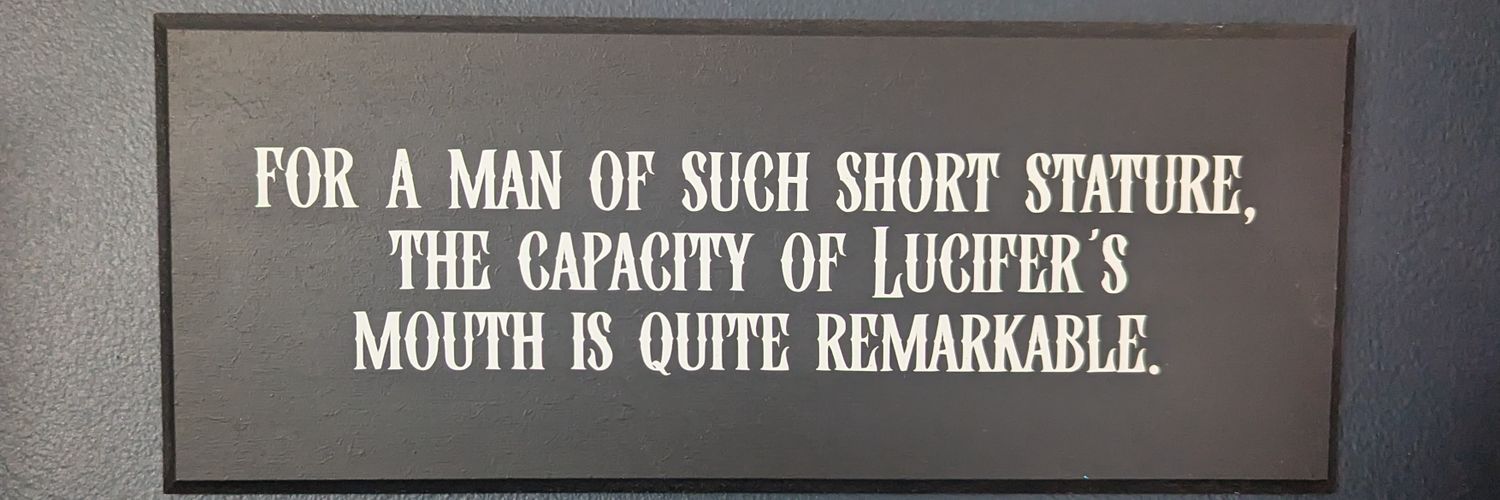 FOR A MAN OF SUCH SHORT STATURE,
THE CAPACITY OF LUCIFER'S
MOUTH IS QUITE REMARKABLE.